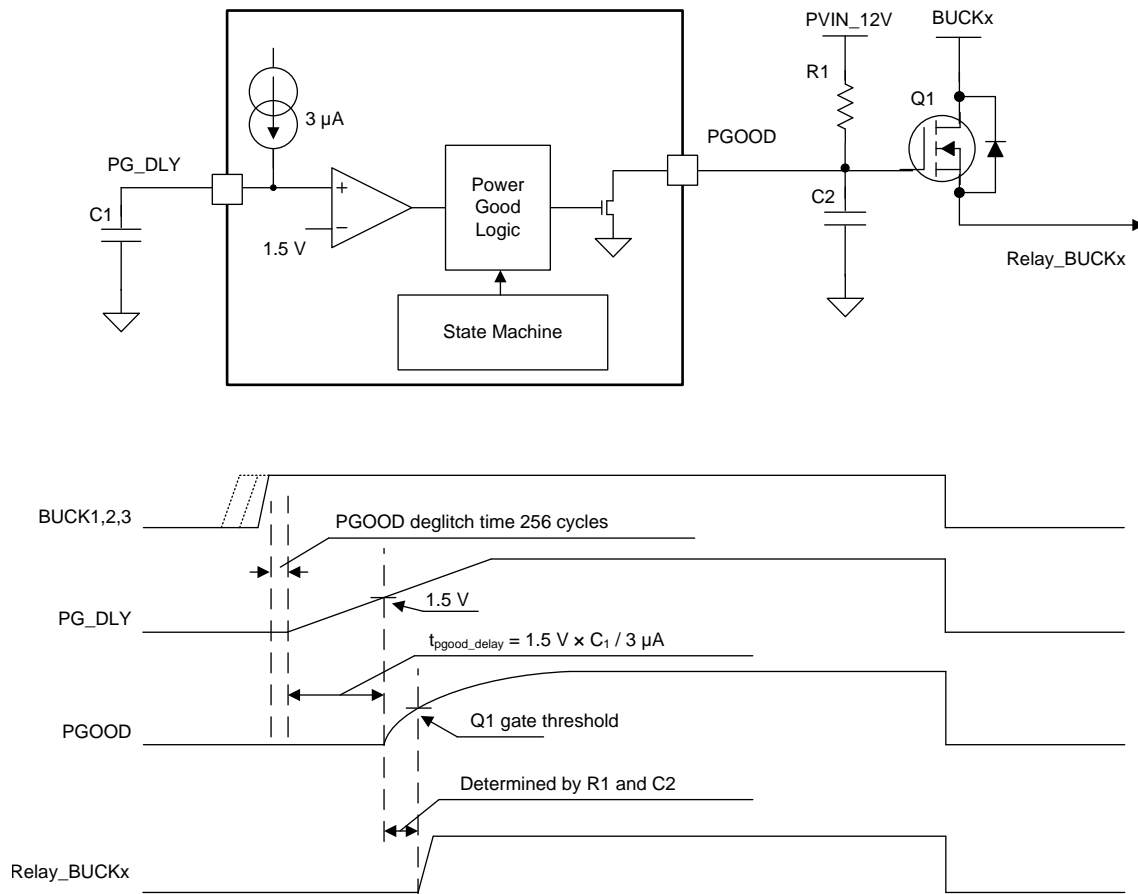 PVIN_12V
BUCKx
R1
Q1
3 µA
PGOOD
PG_DLY
Power
Good
Logic
+
−
C1
C2
1.5 V
Relay_BUCKx
State Machine
BUCK1,2,3
PGOOD deglitch time 256 cycles
1.5 V
PG_DLY
tpgood_delay = 1.5 V × C1 / 3 µA
Q1 gate threshold
PGOOD
Determined by R1 and C2
Relay_BUCKx